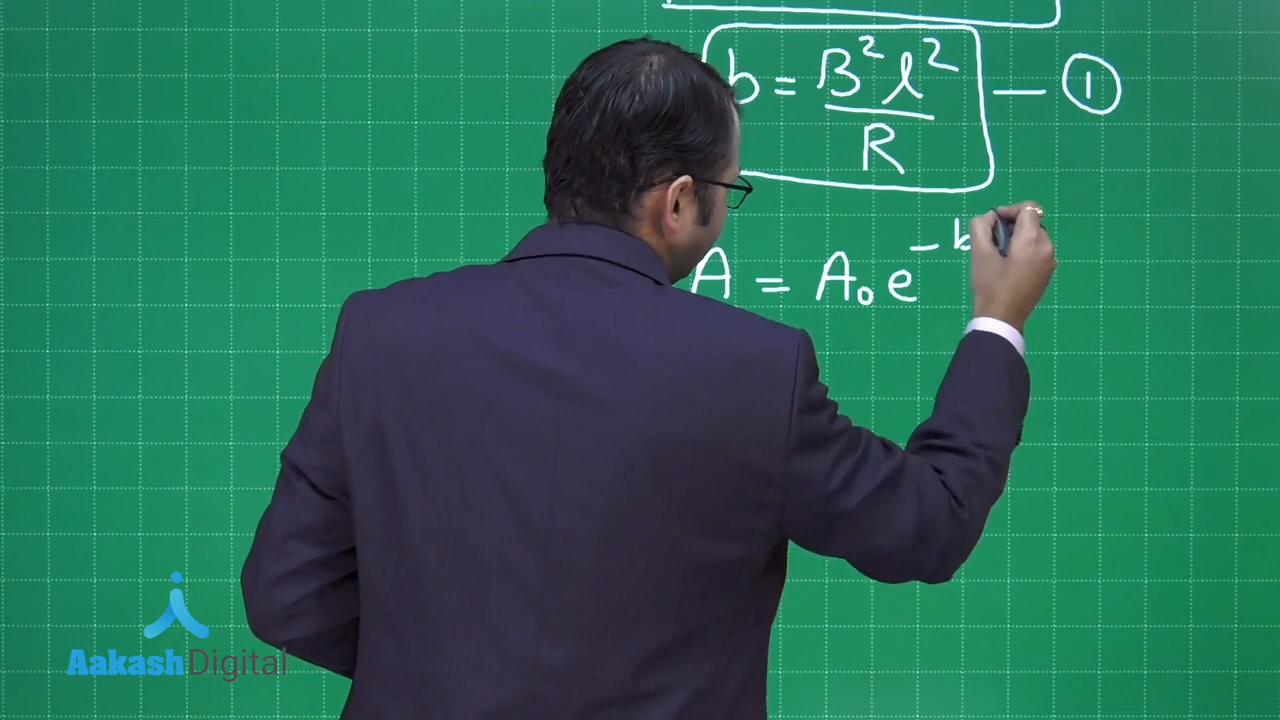 b = B²l²/R — ①
A = A₀e^{-b
Aakash Digital